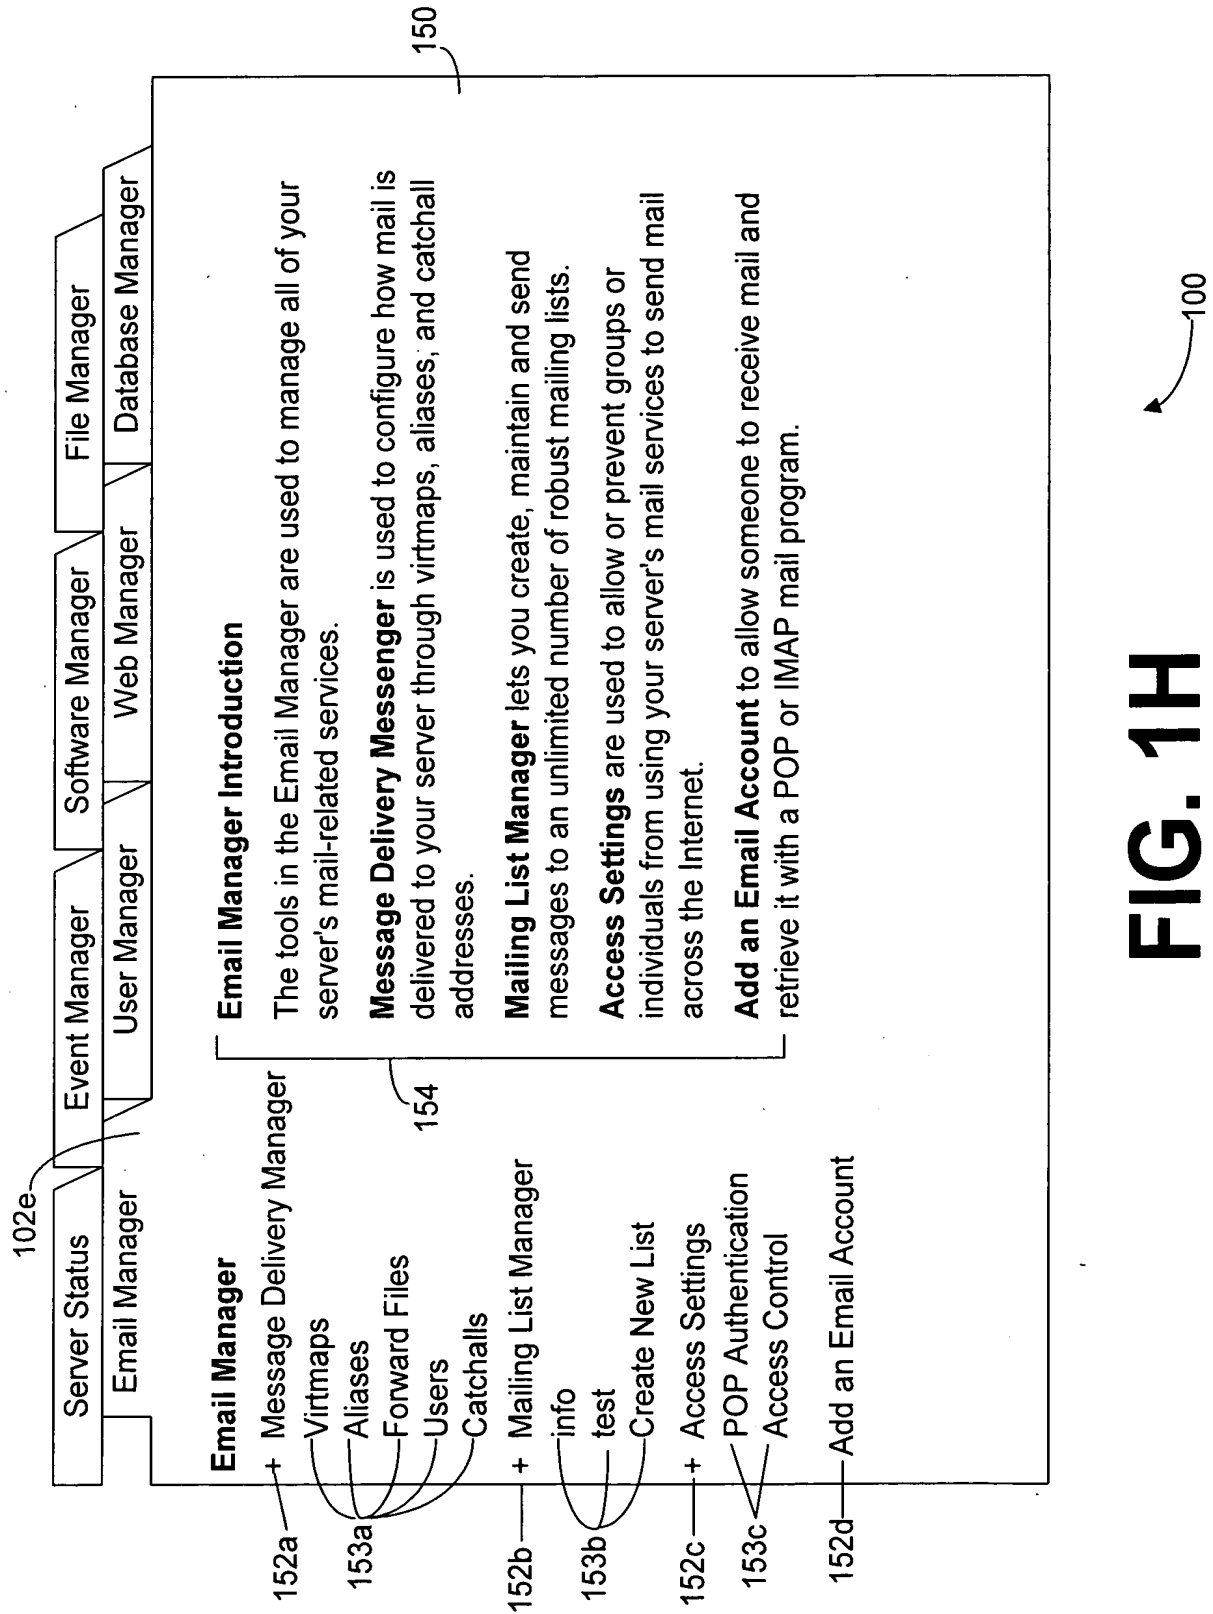 Server Status
Event Manager
Software Manager
File Manager
102e
Email Manager
User Manager
Web Manager
Database Manager
150
Email Manager
152a
+ Message Delivery Manager
153a
Virtmaps
Aliases
Forward Files
Users
Catchalls
152b
+ Mailing List Manager
153b
info
test
Create New List
152c
+ Access Settings
153c
POP Authentication
Access Control
152d
Add an Email Account
154
Email Manager Introduction
The tools in the Email Manager are used to manage all of your
server's mail-related services.
Message Delivery Messenger is used to configure how mail is
delivered to your server through virtmaps, aliases, and catchall
addresses.
Mailing List Manager lets you create, maintain and send
messages to an unlimited number of robust mailing lists.
Access Settings are used to allow or prevent groups or
individuals from using your server's mail services to send mail
across the Internet.
Add an Email Account to allow someone to receive mail and
retrieve it with a POP or IMAP mail program.
100
FIG. 1H